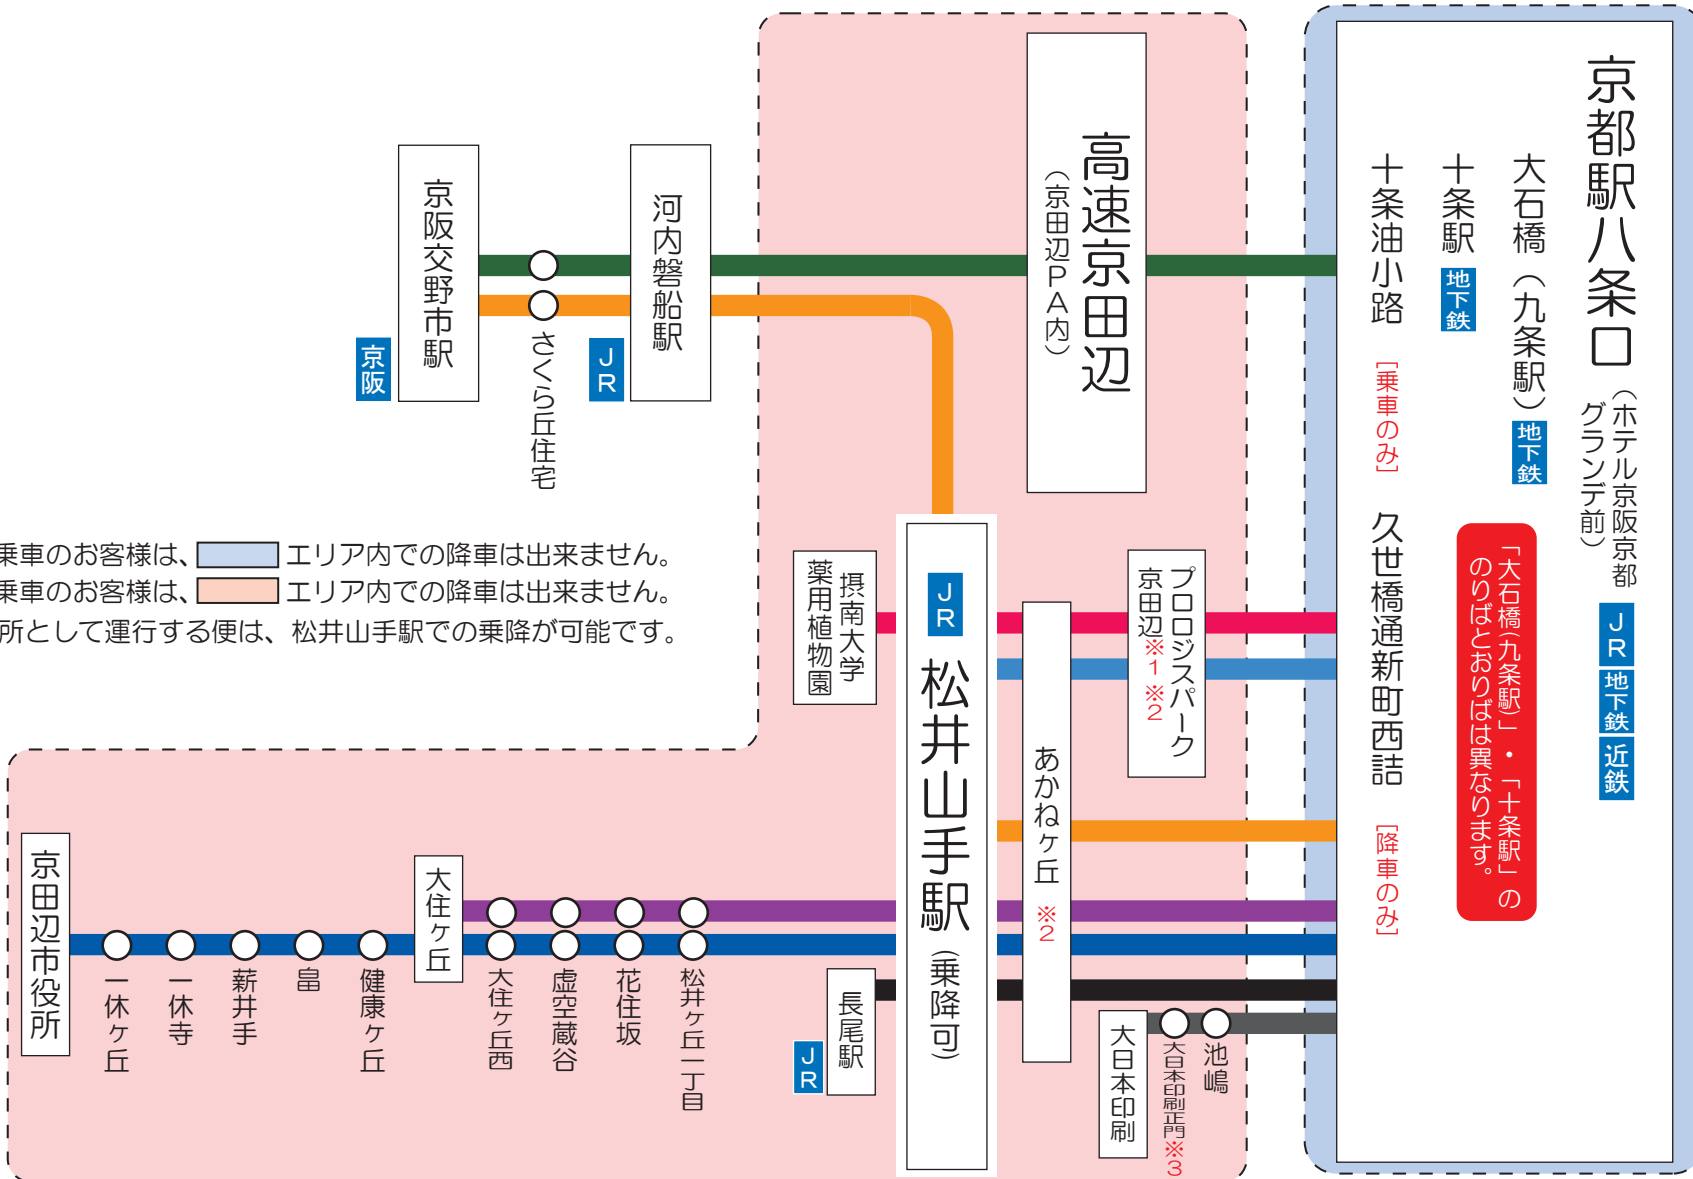 京都駅八条口
（ホテル京阪京都
グランデ前）
JR
地下鉄
近鉄
大石橋（九条駅）
地下鉄
十条駅
地下鉄
「大石橋（九条駅）」・「十条駅」の
のりばとおりばは異なります。
十条油小路
［乗車のみ］
久世橋通新町西詰
［降車のみ］
高速京田辺
（京田辺PA内）
河内磐船駅
JR
さくら丘住宅
京阪交野市駅
京阪
乗車のお客様は、
エリア内での降車は出来ません。
乗車のお客様は、
エリア内での降車は出来ません。
所として運行する便は、松井山手駅での乗降が可能です。
プロロジスパーク
京田辺※1 ※2
あかねヶ丘 ※2
JR
松井山手駅（乗降可）
摂南大学
薬用植物園
長尾駅
JR
池嶋
大日本印刷正門※3
大日本印刷
松井ヶ丘一丁目
花住坂
虚空蔵谷
大住ヶ丘西
大住ヶ丘
健康ヶ丘
畠
薪井手
一休寺
一休ヶ丘
京田辺市役所